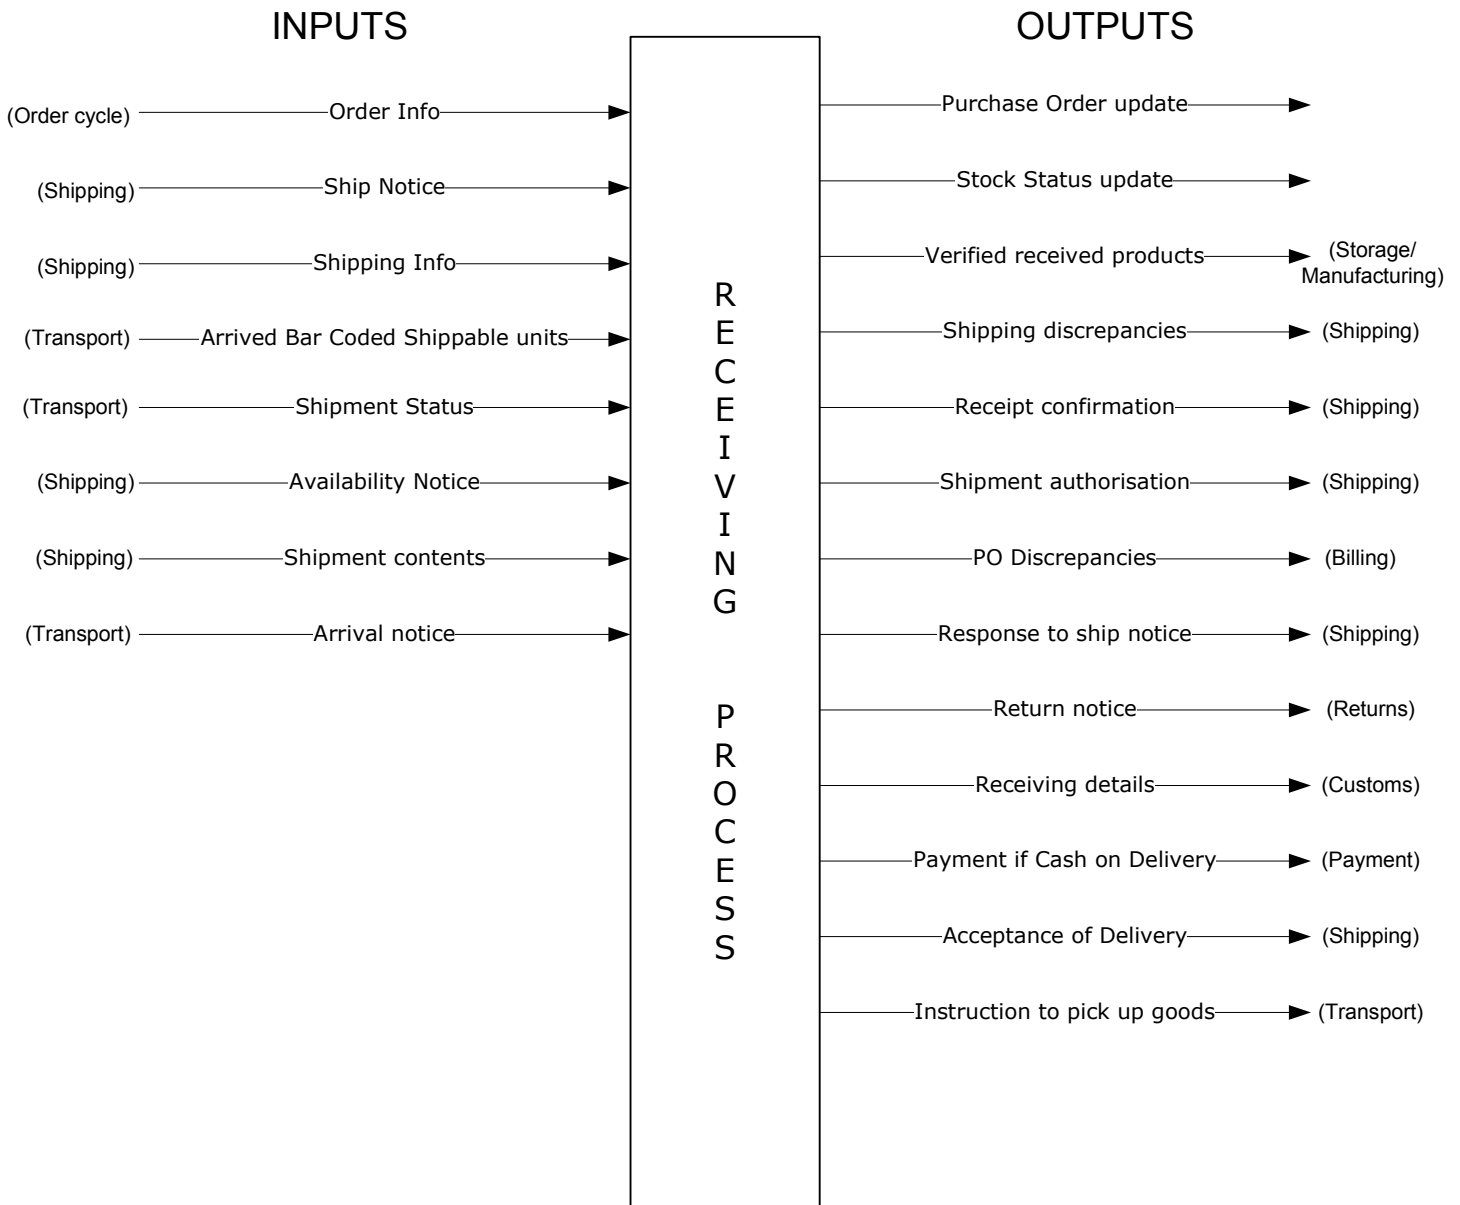 INPUTS
OUTPUTS
(Order cycle) Order Info
(Shipping) Ship Notice
(Shipping) Shipping Info
(Transport) Arrived Bar Coded Shippable units
(Transport) Shipment Status
(Shipping) Availability Notice
(Shipping) Shipment contents
(Transport) Arrival notice
RECEIVING
PROCESS
Purchase Order update
Stock Status update
Verified received products (Storage/
Manufacturing)
Shipping discrepancies (Shipping)
Receipt confirmation (Shipping)
Shipment authorisation (Shipping)
PO Discrepancies (Billing)
Response to ship notice (Shipping)
Return notice (Returns)
Receiving details (Customs)
Payment if Cash on Delivery (Payment)
Acceptance of Delivery (Shipping)
Instruction to pick up goods (Transport)